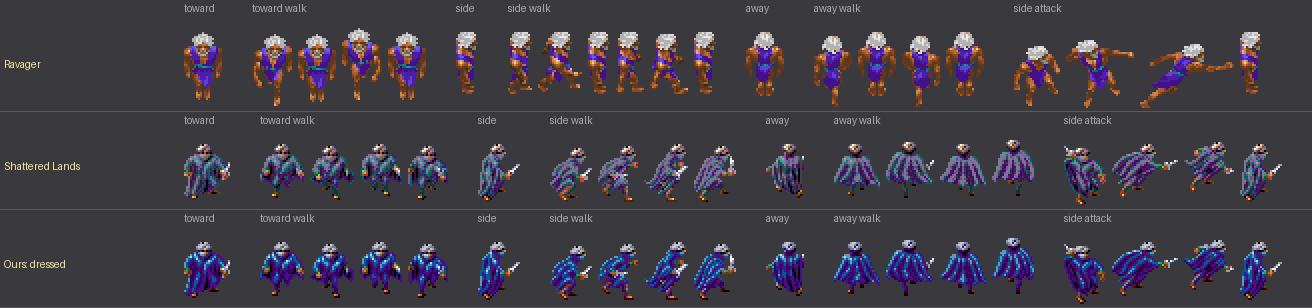 toward toward walk side side walk away away walk side attack
Ravager
toward toward walk side side walk away away walk side attack
Shattered Lands
toward toward walk side side walk away away walk side attack
Ours: dressed